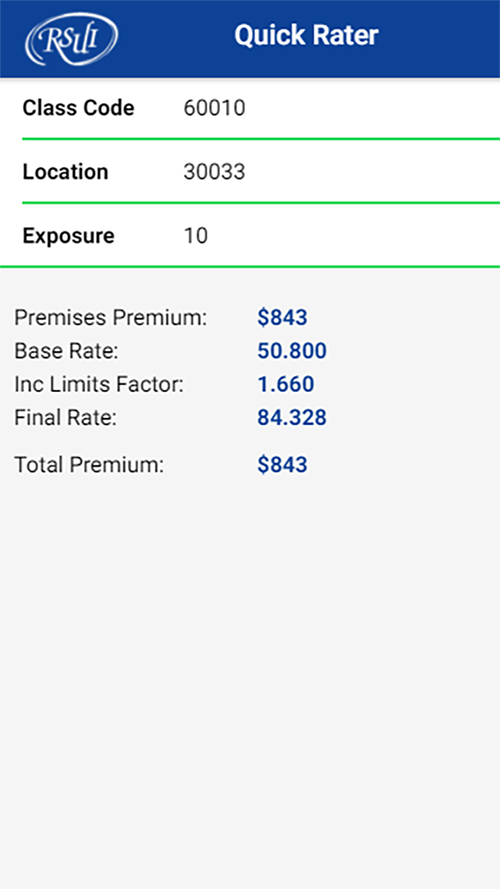 RSUI
Quick Rater
Class Code 60010
Location 30033
Exposure 10
Premises Premium: $843
Base Rate: 50.800
Inc Limits Factor: 1.660
Final Rate: 84.328
Total Premium: $843